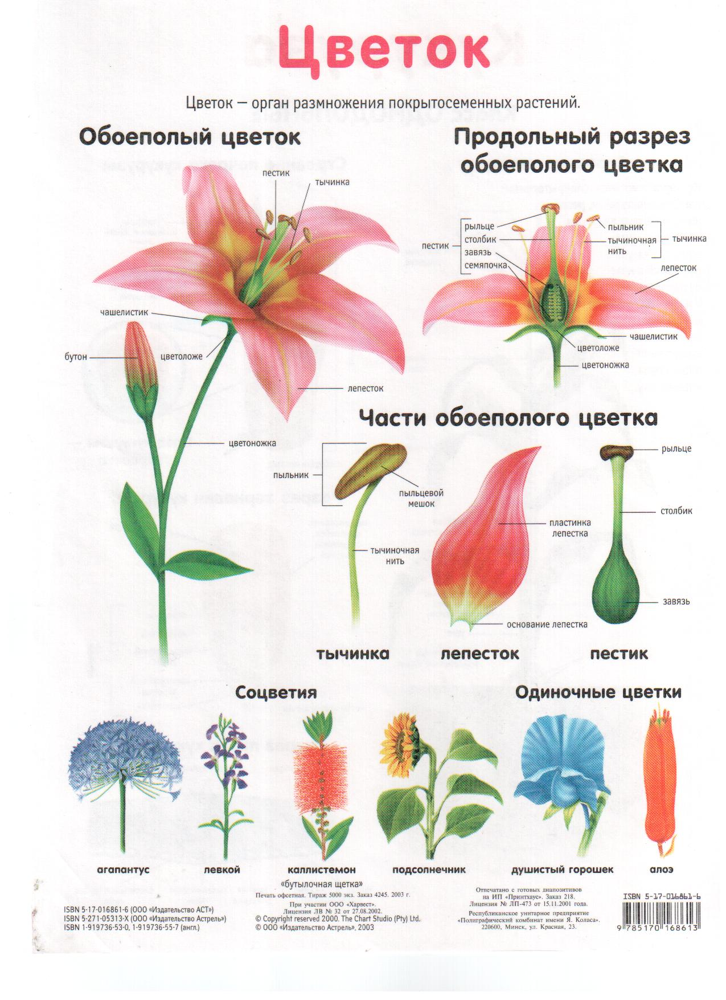 Цветок
Цветок — орган размножения покрытосеменных растений.
Обоеполый цветок
пестик
тычинка
чашелистик
бутон
цветоложе
лепесток
цветоножка
Продольный разрез
обоеполого цветка
пестик
рыльце
столбик
завязь
семяпочка
пыльник
тычиночная
нить
тычинка
лепесток
чашелистик
цветоложе
цветоножка
Части обоеполого цветка
пыльник
пыльцевой
мешок
тычиночная
нить
тычинка
пластинка
лепестка
основание лепестка
лепесток
рыльце
столбик
завязь
пестик
Соцветия
агапантус
левкой
каллистемон
«бутылочная щетка»
подсолнечник
Одиночные цветки
душистый горошек
алоэ
ISBN 5-17-016861-6 (ООО «Издательство АСТ»)
ISBN 5-271-05313-X (ООО «Издательство Астрель»)
ISBN 1-919736-53-0, 1-919736-55-7 (англ.)
Печать офсетная. Тираж 5000 экз. Заказ 4245. 2003 г.
При участии ООО «Харвест».
Лицензия ЛВ № 32 от 27.08.2002.
© Copyright reserved 2000. The Chart Studio (Pty) Ltd.
© ООО «Издательство Астрель», 2003
Отпечатано с готовых диапозитивов
на ИП «Принтхаус». Заказ 218.
Лицензия № ЛП-473 от 15.11.2001 года.
Республиканское унитарное предприятие
«Полиграфический комбинат имени Я. Коласа».
220600, Минск, ул. Красная, 23.
ISBN 5-17-016861-6
9 785170 168613